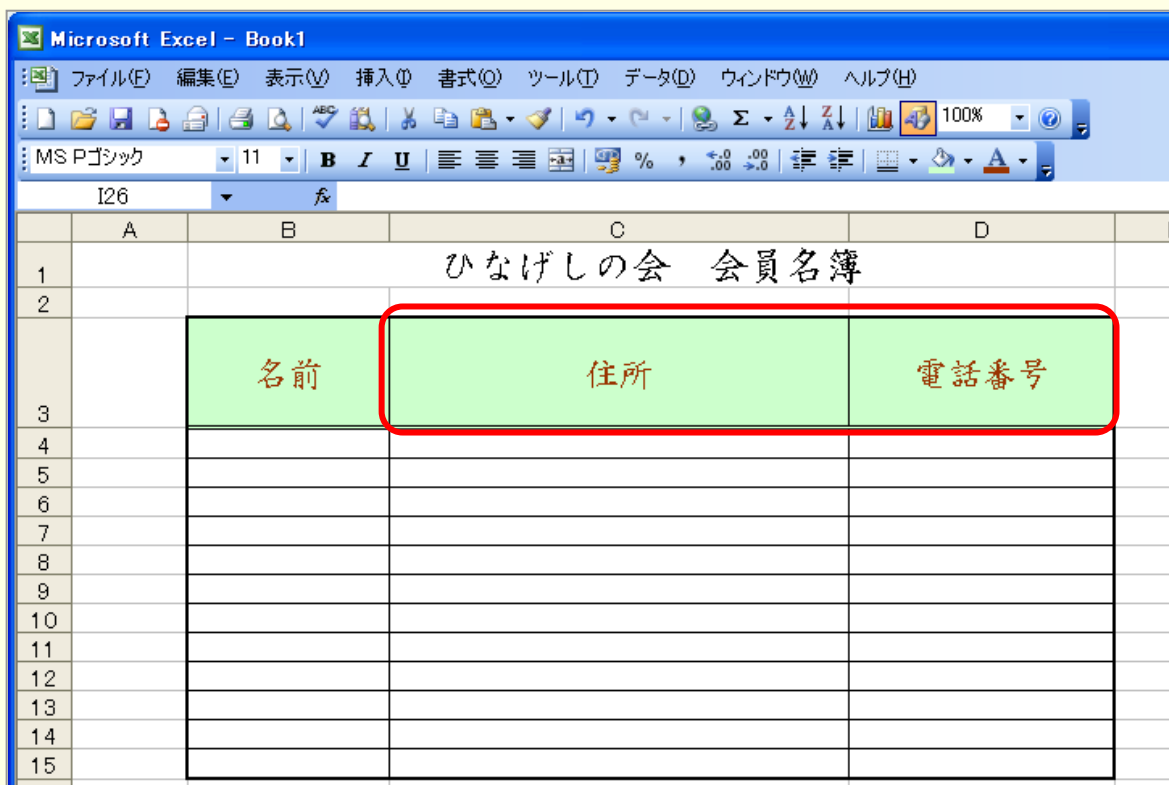 Microsoft Excel - Book1
ファイル(F) 編集(E) 表示(V) 挿入(I) 書式(O) ツール(T) データ(D) ウィンドウ(W) ヘルプ(H)
100%
MS Pゴシック 11 B I U % ,
I26 fx
A B C D
1 ひなげしの会 会員名簿
2
3 名前 住所 電話番号
4
5
6
7
8
9
10
11
12
13
14
15